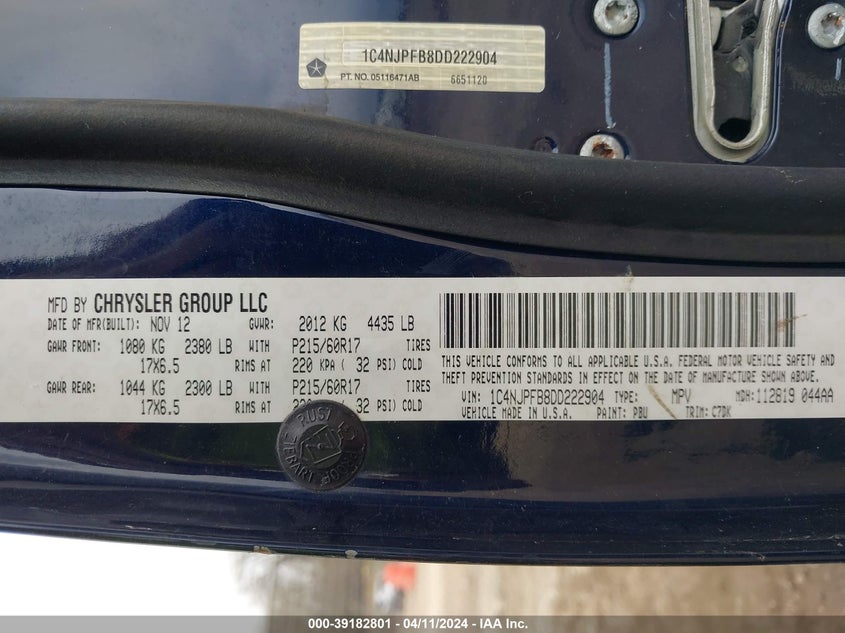 1C4NJPFB8DD222904
PT. NO. 05116471AB 6651120
MFD BY CHRYSLER GROUP LLC
DATE OF MFR(BUILT): NOV 12 GVWR: 2012 KG 4435 LB
GAWR FRONT: 1080 KG 2380 LB WITH P215/60R17 TIRES
17X6.5 RIMS AT 220 KPA ( 32 PSI) COLD
GAWR REAR: 1044 KG 2300 LB WITH P215/60R17 TIRES
17X6.5 RIMS AT 32 PSI) COLD
THIS VEHICLE CONFORMS TO ALL APPLICABLE U.S.A. FEDERAL MOTOR VEHICLE SAFETY AND
THEFT PREVENTION STANDARDS IN EFFECT ON THE DATE OF MANUFACTURE SHOWN ABOVE.
VIN: 1C4NJPFB8DD222904 TYPE: MPV MDH: 112819 044AA
VEHICLE MADE IN U.S.A. PAINT: PBU TRIM: C7DK
000-39182801 - 04/11/2024 - IAA Inc.